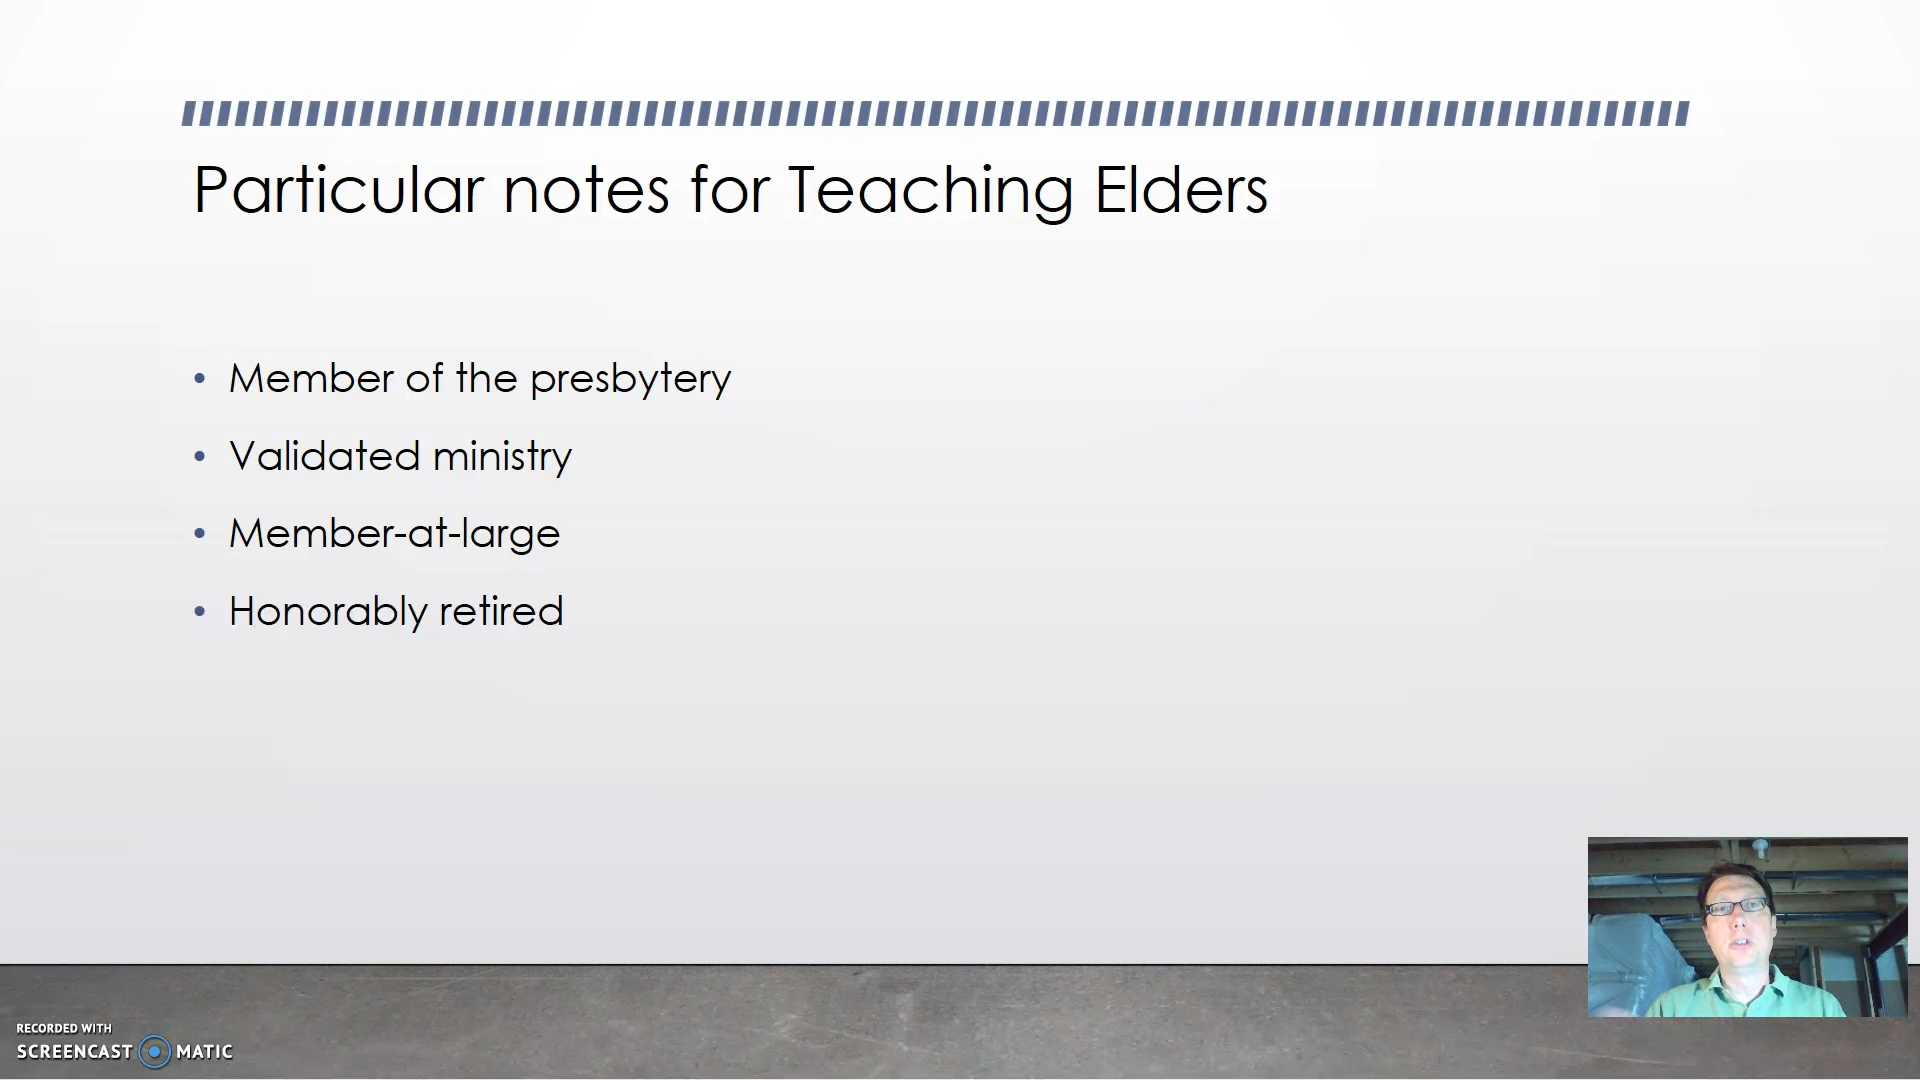 Particular notes for Teaching Elders
• Member of the presbytery
• Validated ministry
• Member-at-large
• Honorably retired
RECORDED WITH
SCREENCAST MATIC